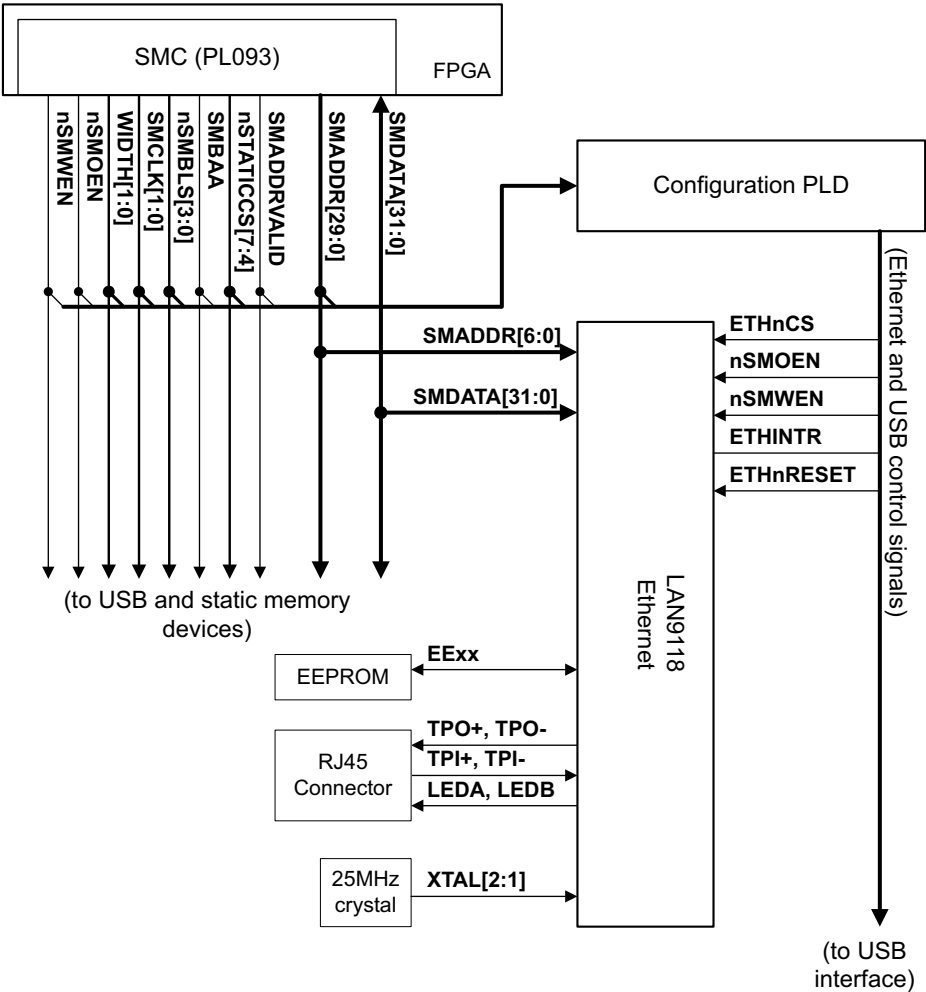 SMC (PL093)
FPGA
nSMWEN
nSMOEN
WIDTH[1:0]
SMCLK[1:0]
nSMBLS[3:0]
SMBAA
nSTATICCS[7:4]
SMADDRVALID
SMADDR[29:0]
SMDATA[31:0]
Configuration PLD
(Ethernet and USB control signals)
SMADDR[6:0]
SMDATA[31:0]
ETHnCS
nSMOEN
nSMWEN
ETHINTR
ETHnRESET
LAN9118
Ethernet
(to USB and static memory
devices)
EEPROM
EExx
RJ45
Connector
TPO+, TPO-
TPI+, TPI-
LEDA, LEDB
25MHz
crystal
XTAL[2:1]
(to USB
interface)